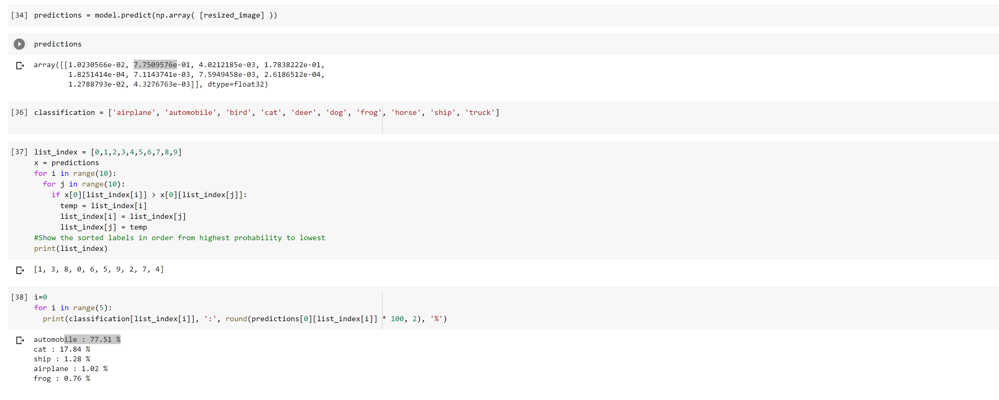 [34] predictions = model.predict(np.array( [resized_image] ))
predictions
array([[1.0230566e-02, 7.7509576e-01, 4.0212185e-03, 1.7838222e-01,
1.8251414e-04, 7.1143741e-03, 7.5949458e-03, 2.6186512e-04,
1.2788793e-02, 4.3276763e-03]], dtype=float32)
[36] classification = ['airplane', 'automobile', 'bird', 'cat', 'deer', 'dog', 'frog', 'horse', 'ship', 'truck']
[37] list_index = [0,1,2,3,4,5,6,7,8,9]
x = predictions
for i in range(10):
for j in range(10):
if x[0][list_index[i]] > x[0][list_index[j]]:
temp = list_index[i]
list_index[i] = list_index[j]
list_index[j] = temp
#Show the sorted labels in order from highest probability to lowest
print(list_index)
[1, 3, 8, 0, 6, 5, 9, 2, 7, 4]
[38] i=0
for i in range(5):
print(classification[list_index[i]], ':', round(predictions[0][list_index[i]] * 100, 2), '%')
automobile : 77.51 %
cat : 17.84 %
ship : 1.28 %
airplane : 1.02 %
frog : 0.76 %